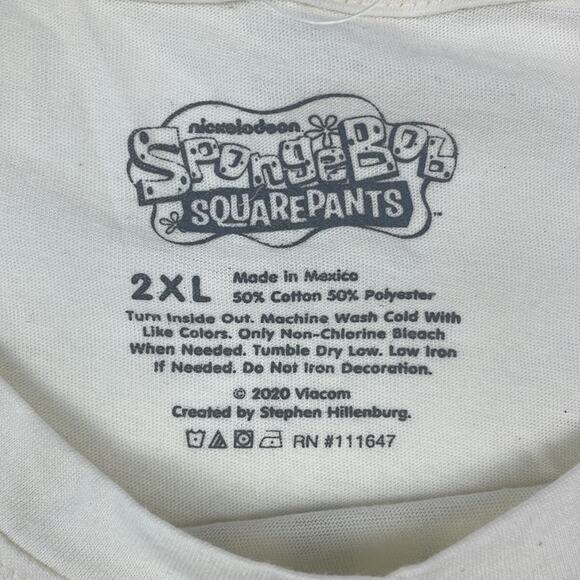 nickelodeon
SpongeBob
SQUAREPANTS
™
2XL
Made in Mexico
50% Cotton 50% Polyester
Turn Inside Out. Machine Wash Cold With
Like Colors. Only Non-Chlorine Bleach
When Needed. Tumble Dry Low. Low Iron
If Needed. Do Not Iron Decoration.
© 2020 Viacom
Created by Stephen Hillenburg.
RN #111647